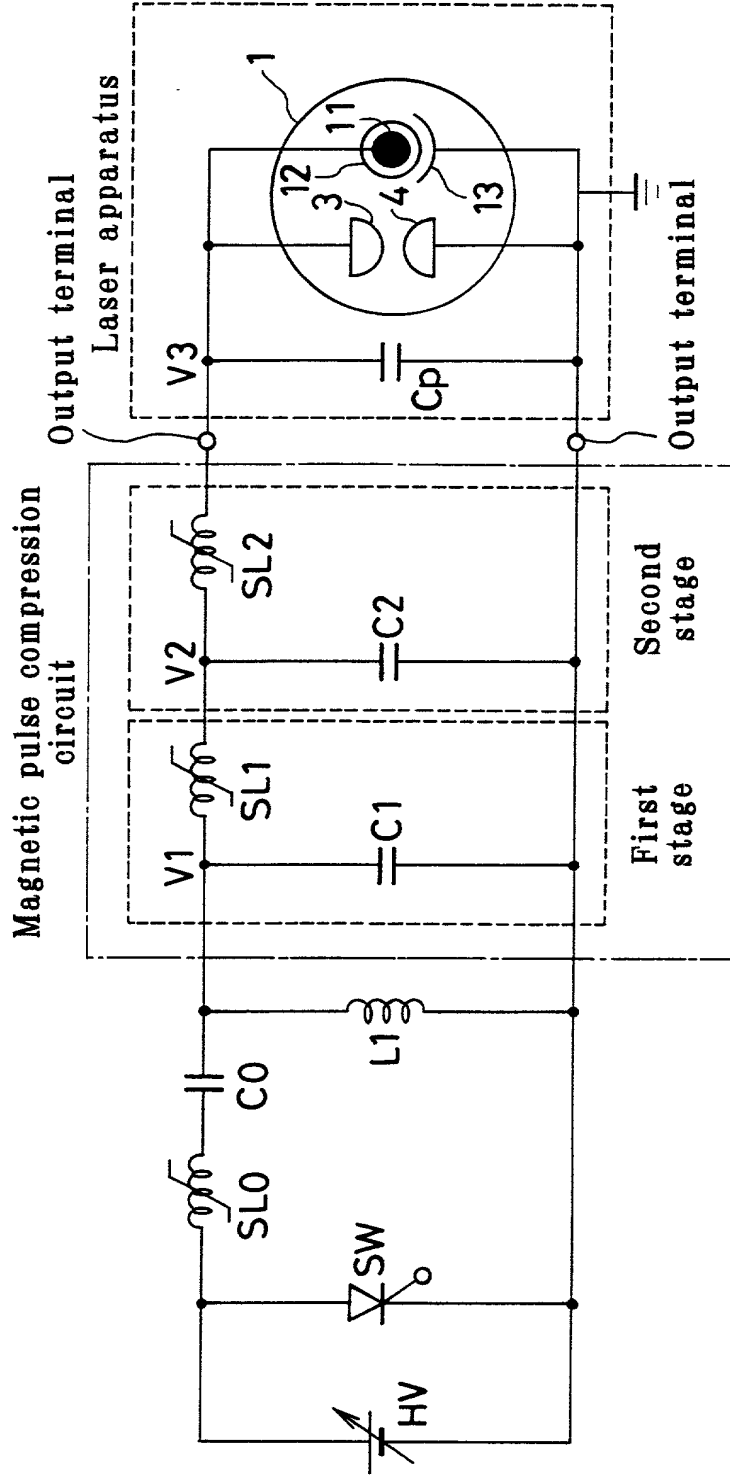 Magnetic pulse compression
circuit
Output terminal
Laser apparatus
HV
SW
SL0
C0
L1
V1
SL1
C1
First
stage
V2
SL2
C2
Second
stage
V3
Cp
3
4
12
11
13
1
Output terminal